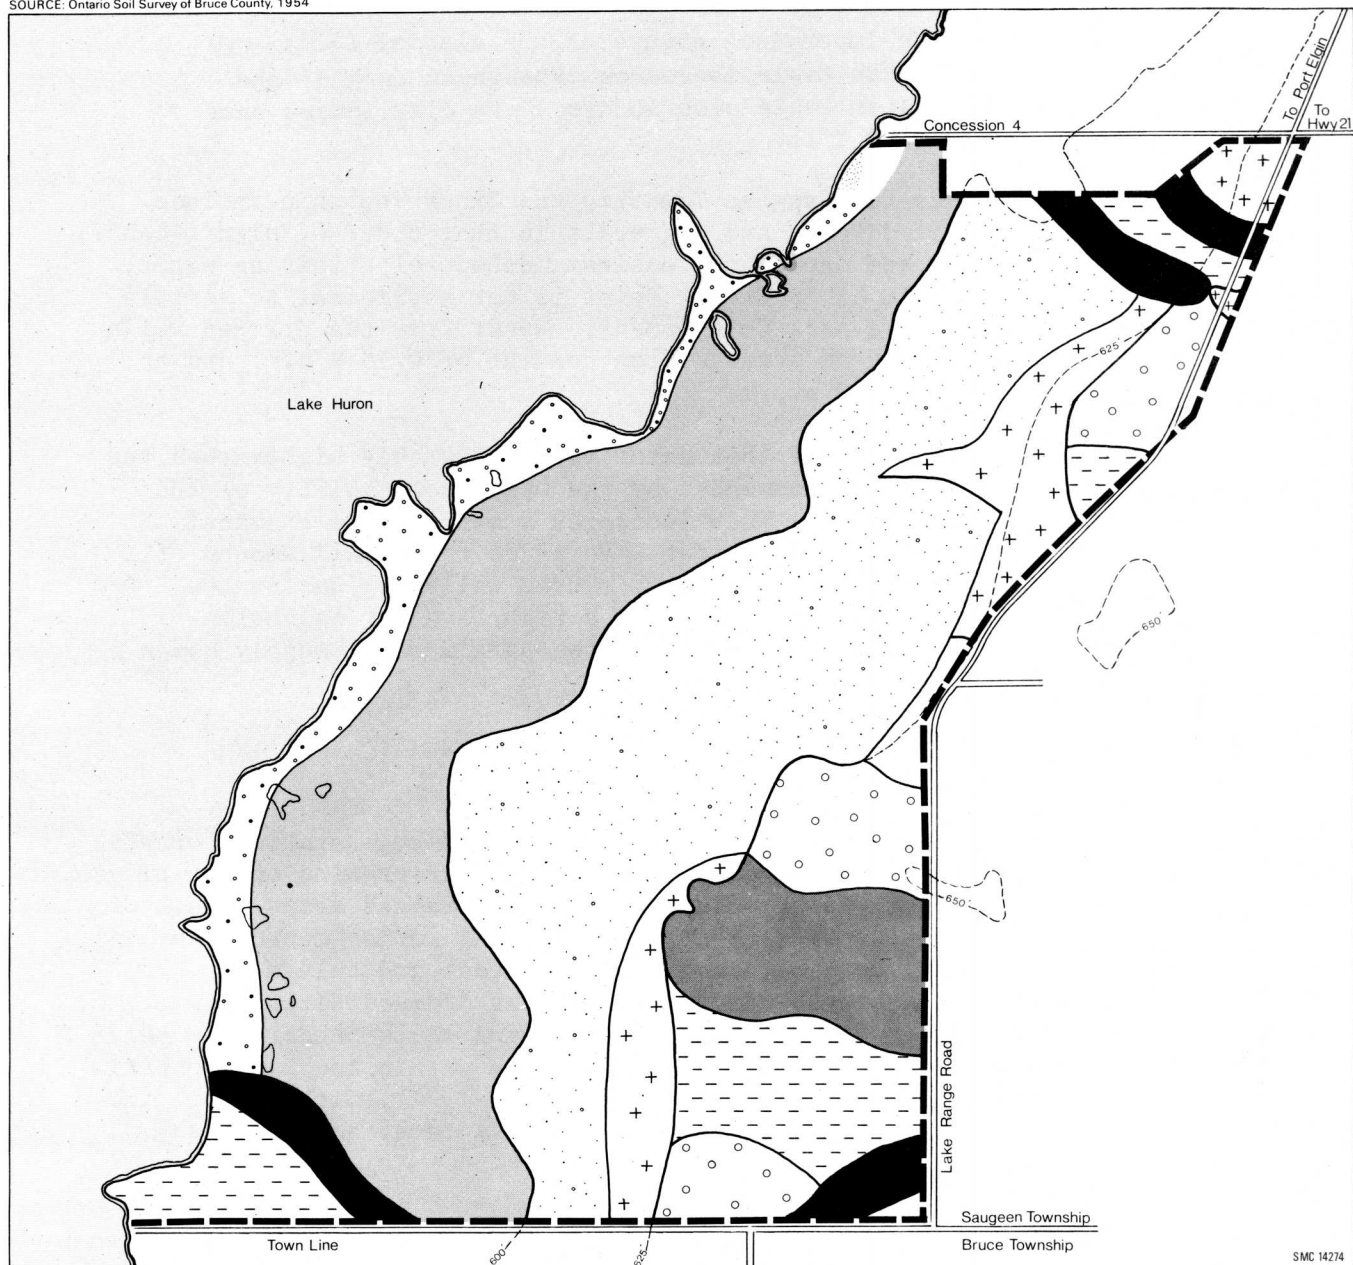 SOURCE: Ontario Soil Survey of Bruce County, 1954
To Port Elgin
Concession 4
To
Hwy 21
625'
Lake Huron
650
650
Lake Range Road
Saugeen Township
Town Line
Bruce Township
600'
625'
SMC 14274